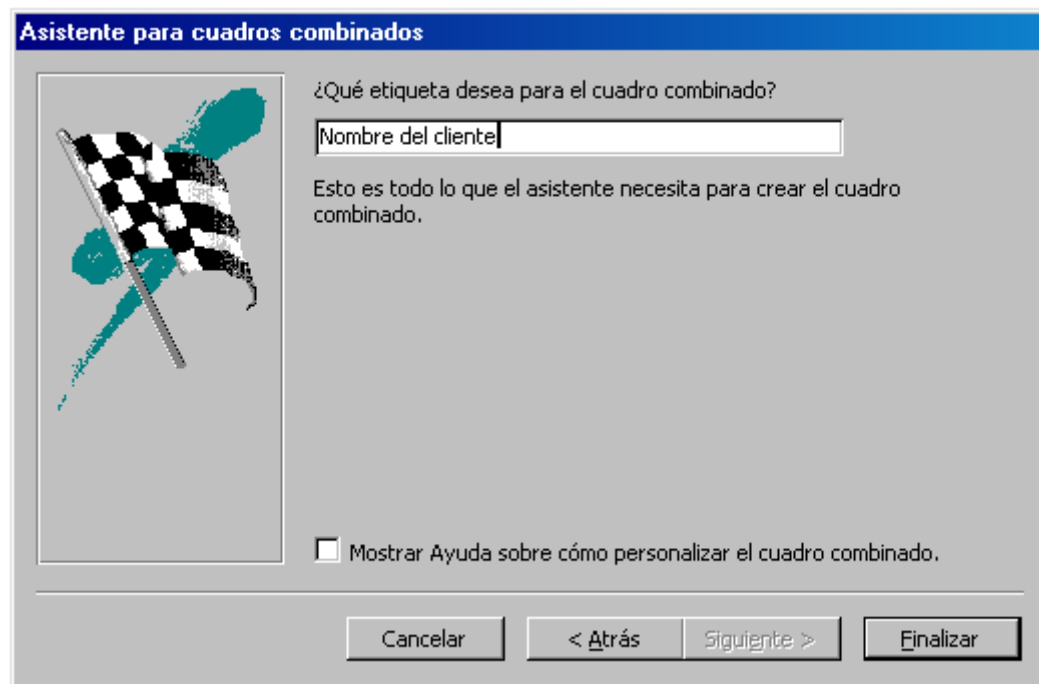 Asistente para cuadros combinados
¿Qué etiqueta desea para el cuadro combinado?
Nombre del cliente
Esto es todo lo que el asistente necesita para crear el cuadro
combinado.
Mostrar Ayuda sobre cómo personalizar el cuadro combinado.
Cancelar
< Atrás
Siguiente >
Finalizar